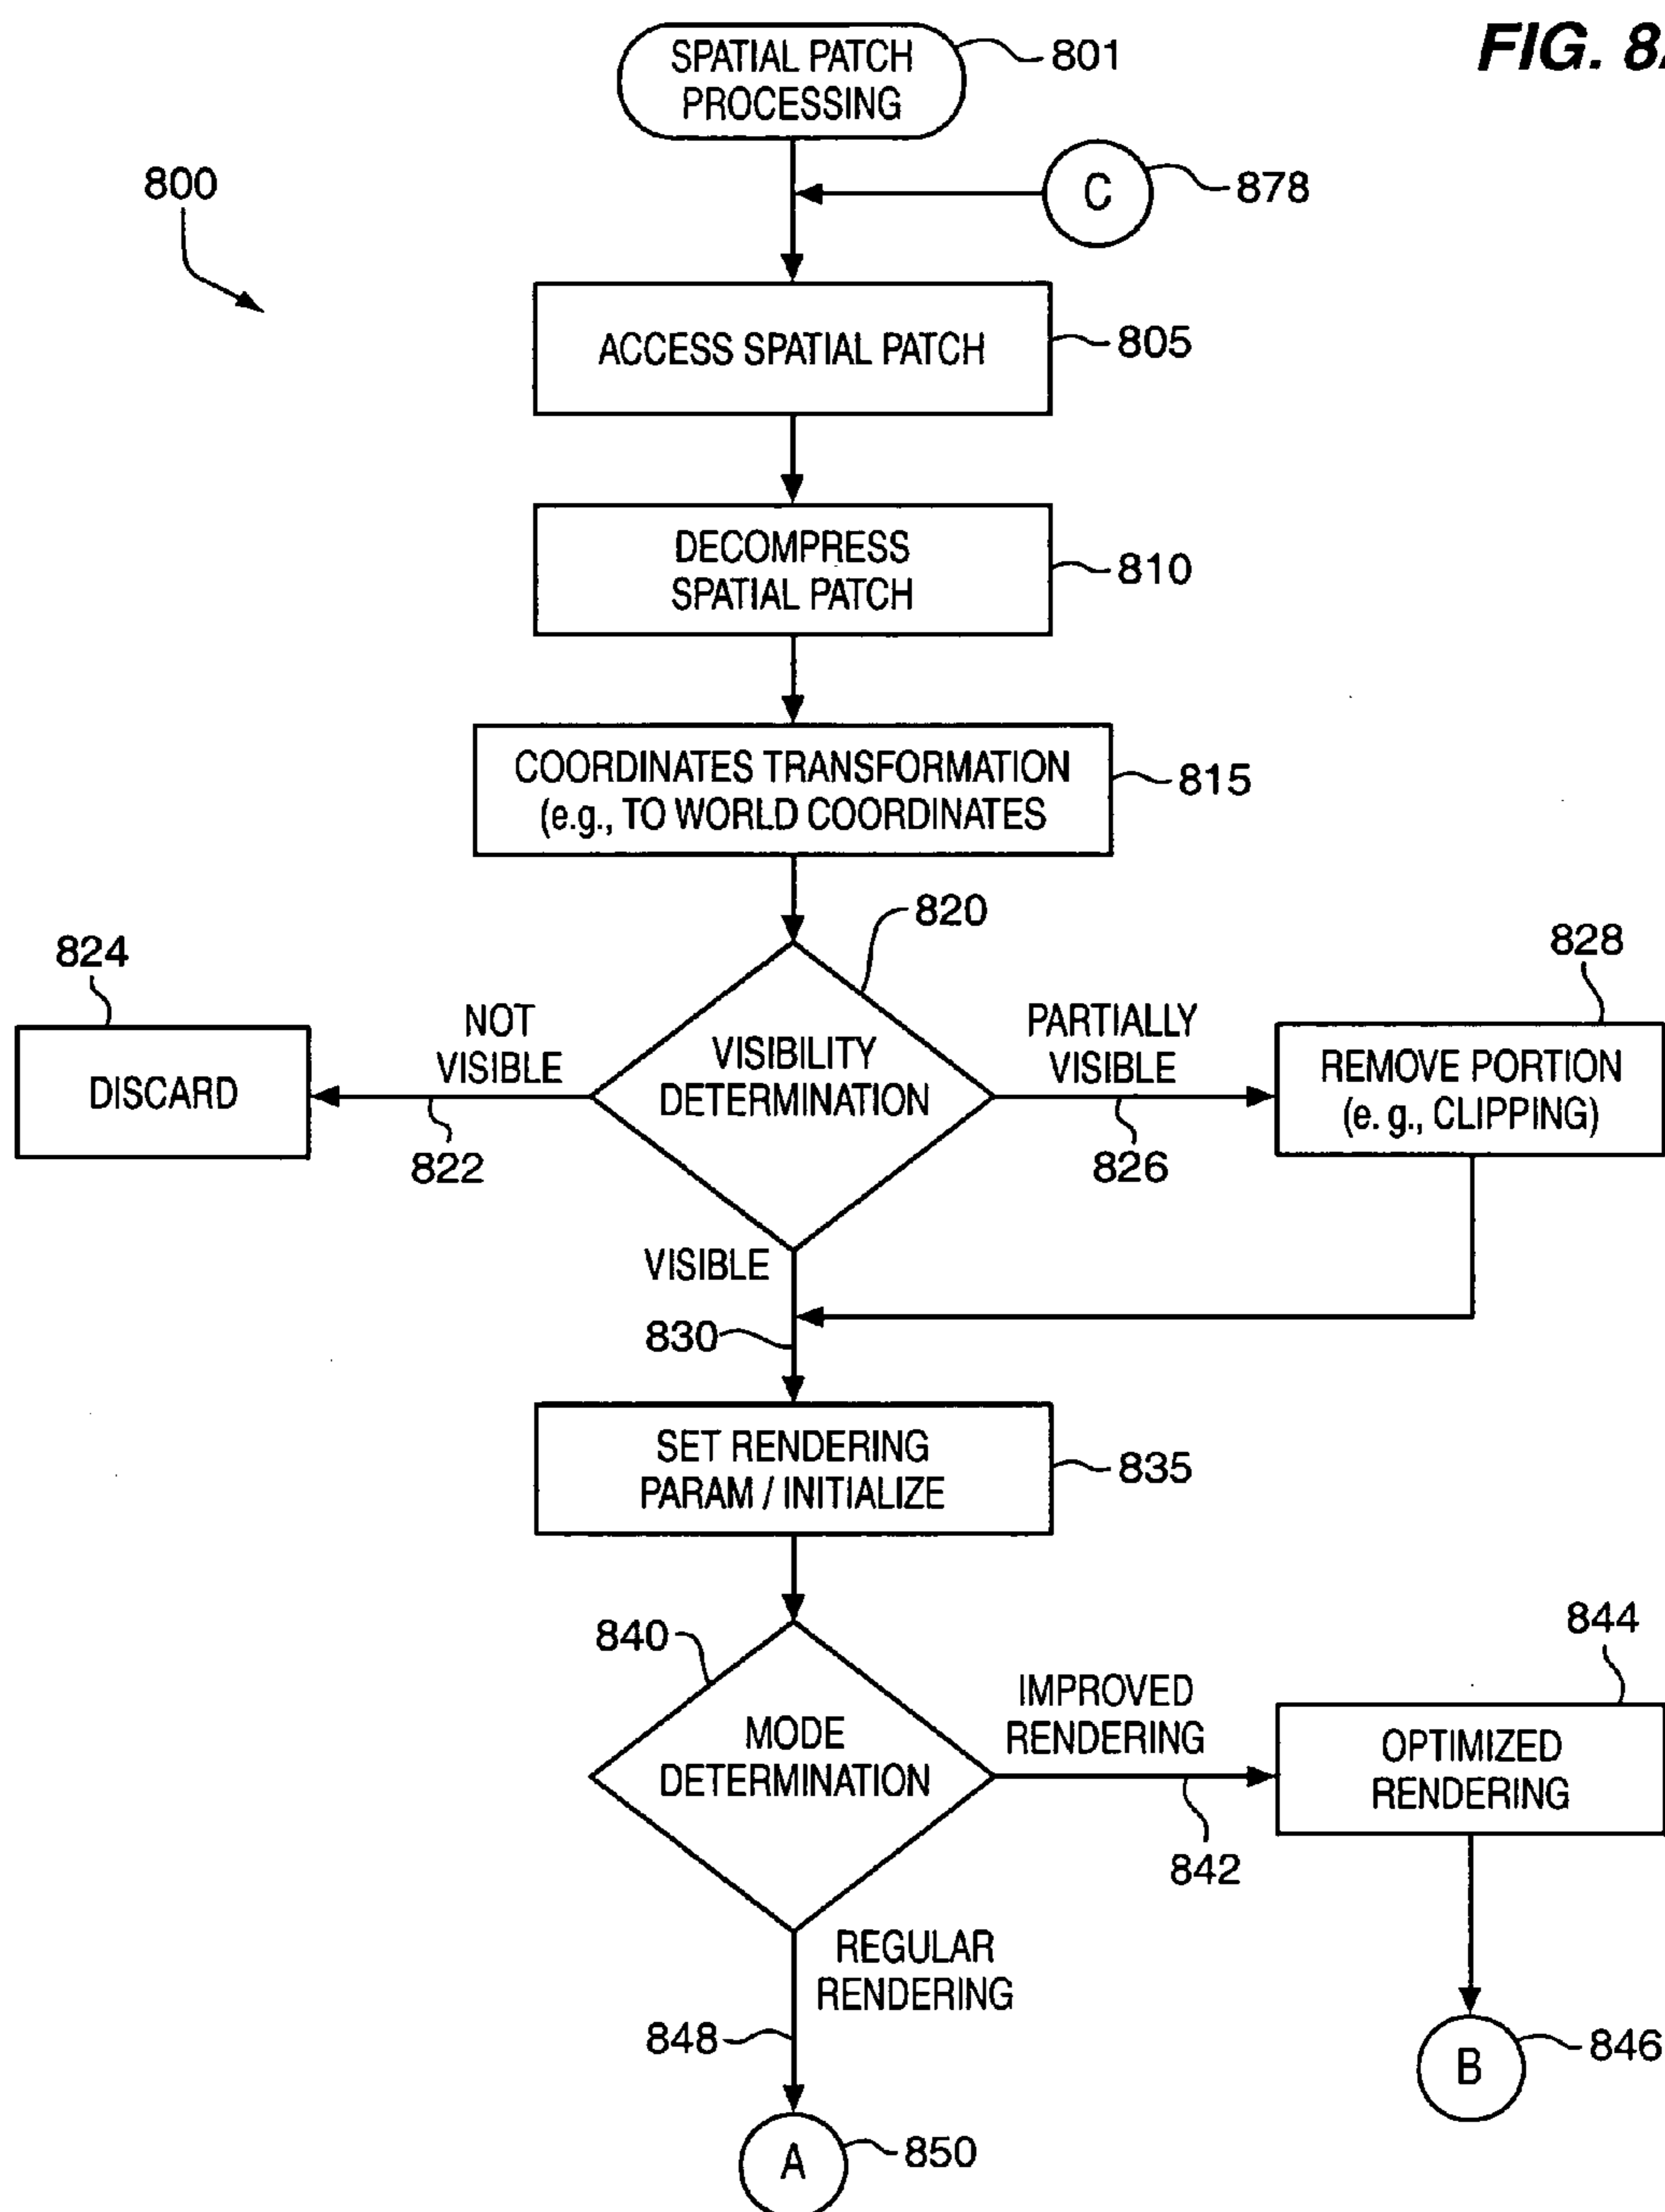 FIG. 8A
SPATIAL PATCH
PROCESSING
801
800
C
878
ACCESS SPATIAL PATCH
805
DECOMPRESS
SPATIAL PATCH
810
COORDINATES TRANSFORMATION
(e.g., TO WORLD COORDINATES
815
820
824
828
NOT
VISIBLE
PARTIALLY
VISIBLE
DISCARD
VISIBILITY
DETERMINATION
REMOVE PORTION
(e. g., CLIPPING)
822
826
VISIBLE
830
SET RENDERING
PARAM / INITIALIZE
835
840
844
IMPROVED
RENDERING
MODE
DETERMINATION
OPTIMIZED
RENDERING
842
REGULAR
RENDERING
848
B
846
A
850